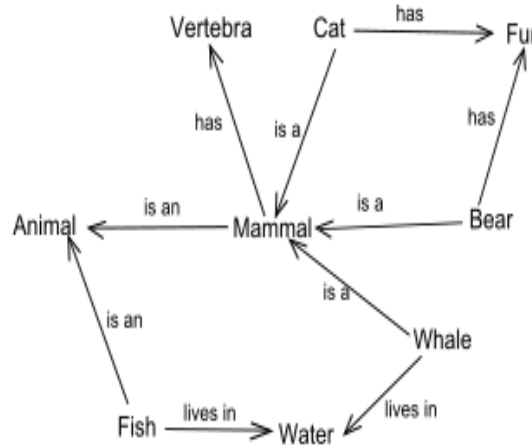 Vertebra
Cat
has
Fur
has
is a
has
Animal
is an
Mammal
is a
Bear
is an
is a
Whale
Fish
lives in
Water
lives in